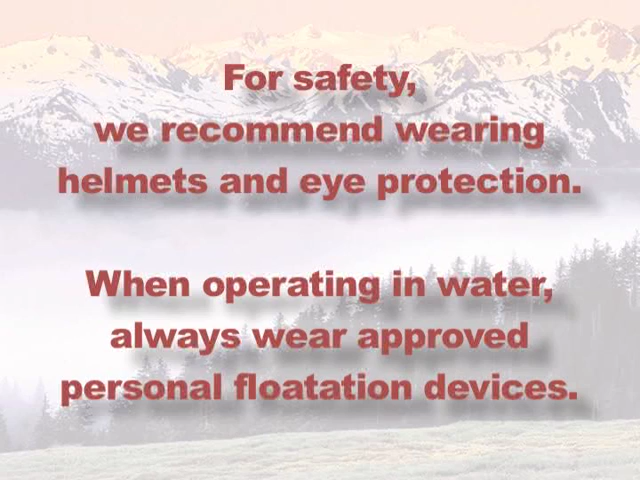 For safety,
we recommend wearing
helmets and eye protection.
When operating in water,
always wear approved
personal floatation devices.